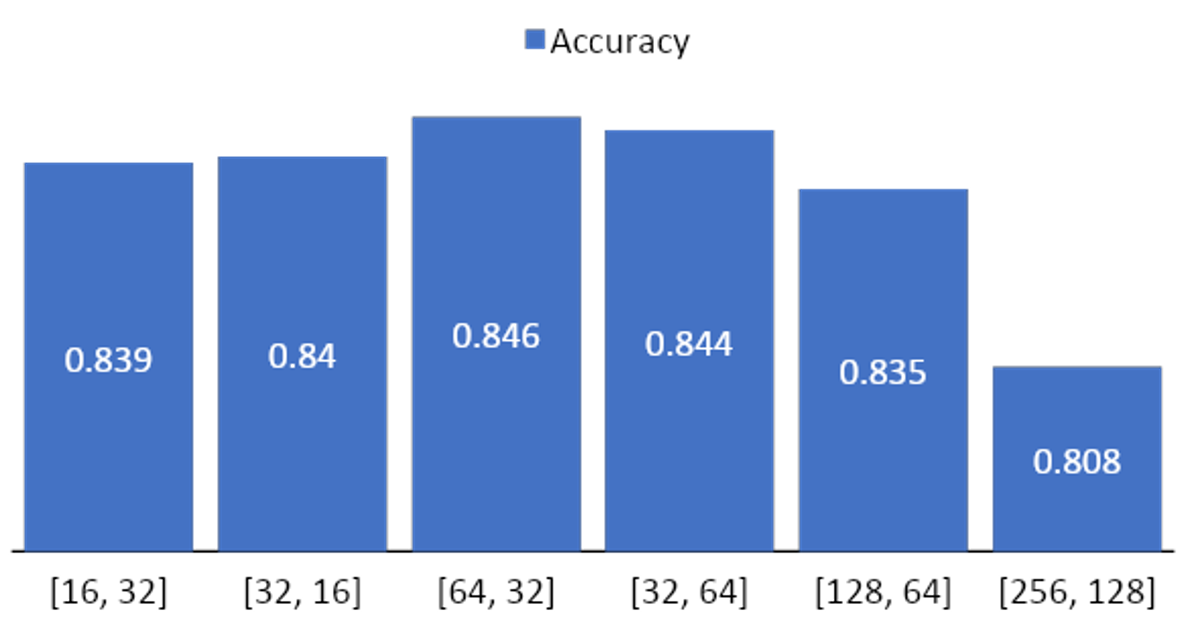 Accuracy
0.839 0.84 0.846 0.844 0.835 0.808
[16, 32] [32, 16] [64, 32] [32, 64] [128, 64] [256, 128]